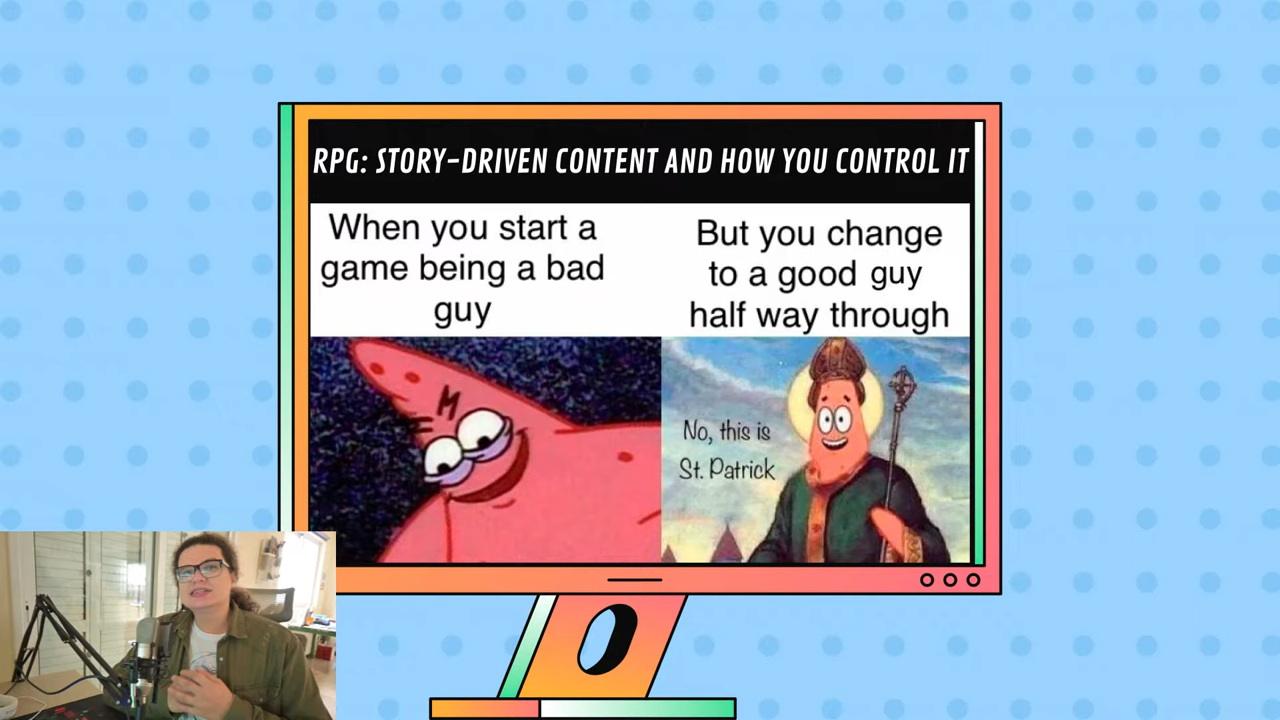 RPG: STORY-DRIVEN CONTENT AND HOW YOU CONTROL IT
When you start a
game being a bad
guy
But you change
to a good guy
half way through
No, this is
St. Patrick